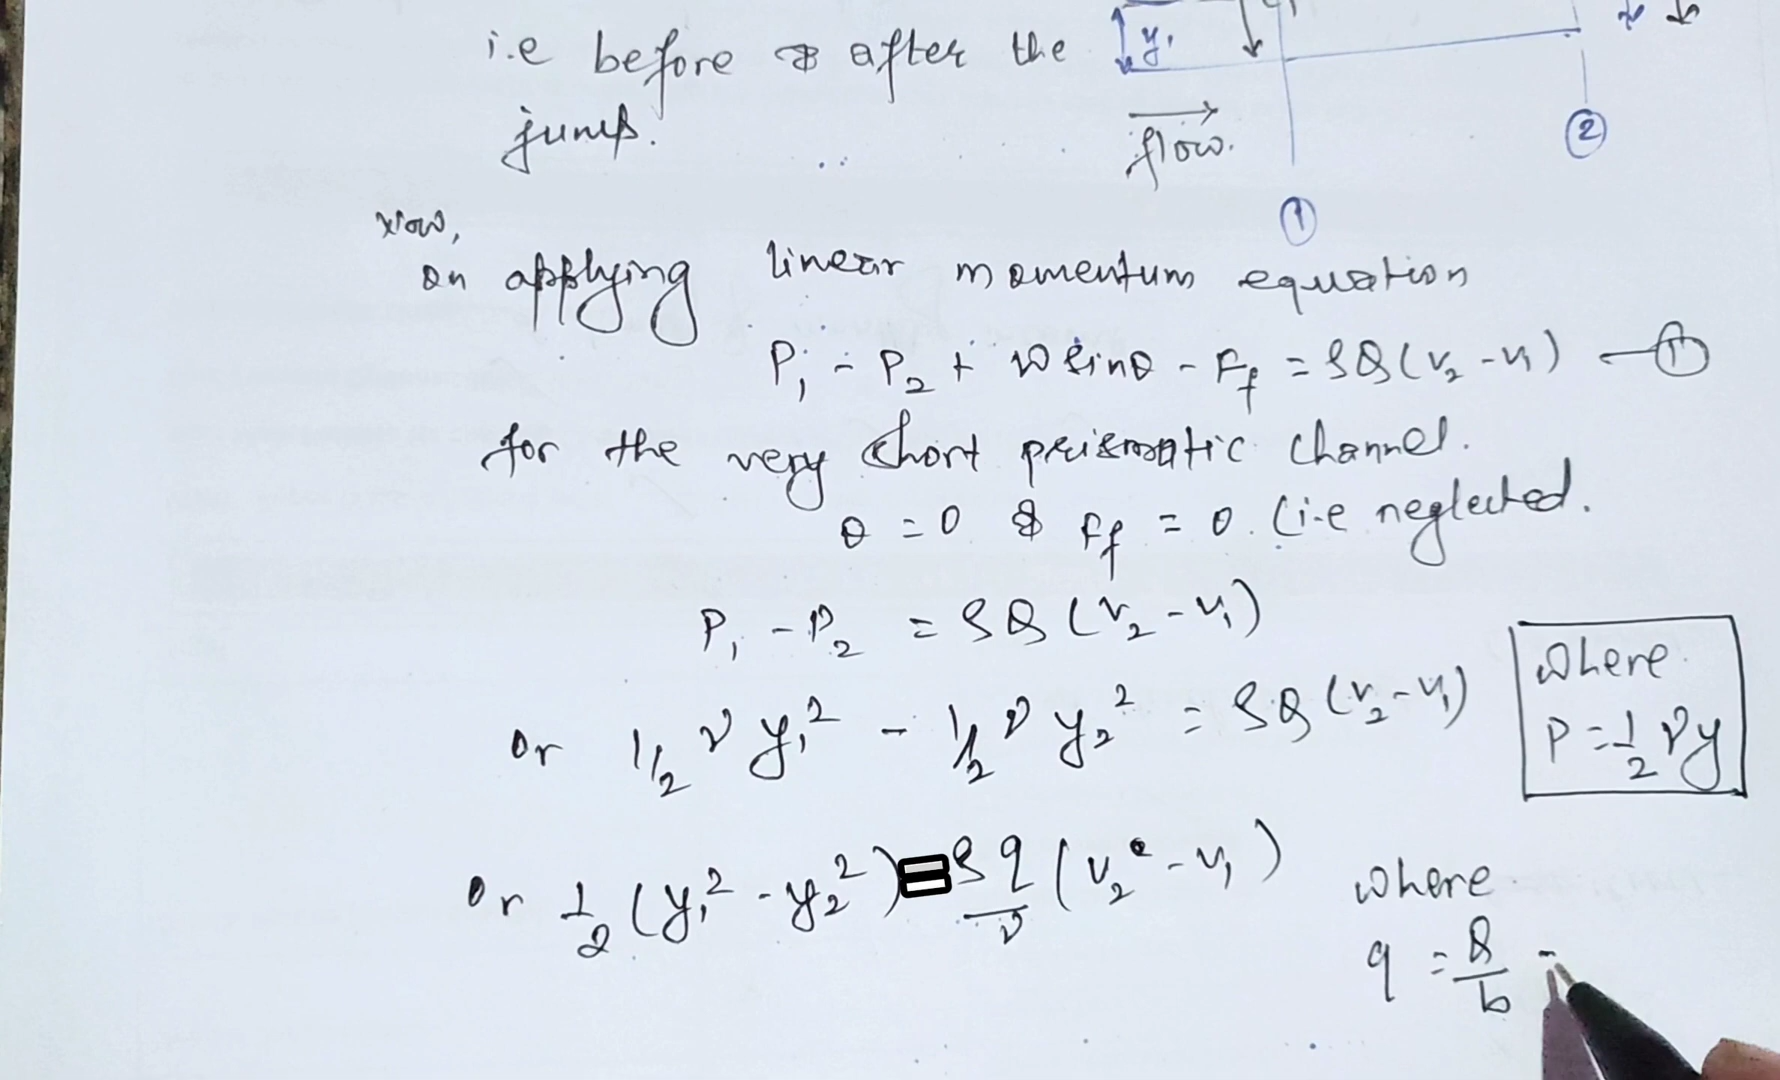 i.e before & after the
jump.
y₁
flow.
①
②
Now,
on applying linear momentum equation
P₁ - P₂ + W sinθ - F_f = ρQ(v₂ - v₁) — ①
for the very short prismatic channel.
θ = 0 & F_f = 0. (i.e neglected.
P₁ - P₂ = ρQ(v₂ - v₁)
or 1/2 γ y₁² - 1/2 γ y₂² = ρQ(v₂ - v₁)
where
P = 1/2 γy
or 1/2 (y₁² - y₂²) = ρq/γ (v₂ - v₁)
where
q = Q/b =